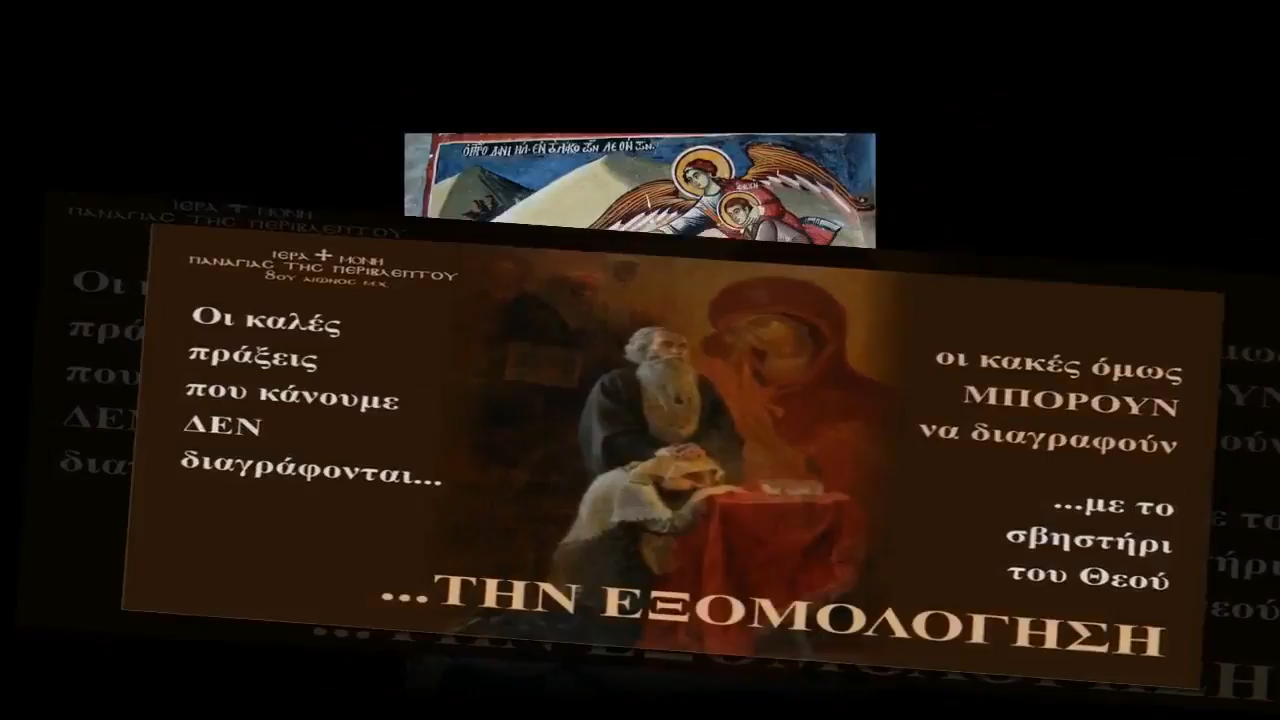 ΙΕΡΑ ΜΟΝΗ
ΠΑΝΑΓΙΑΣ ΤΗΣ ΠΕΡΙΒΛΕΠΤΟΥ
8ΟΥ ΑΙΩΝΟΣ Μ.Χ.
Οι καλές
πράξεις
που κάνουμε
ΔΕΝ
διαγράφονται...
οι κακές όμως
ΜΠΟΡΟΥΝ
να διαγραφούν
...με το
σβηστήρι
του Θεού
...ΤΗΝ ΕΞΟΜΟΛΟΓΗΣΗ